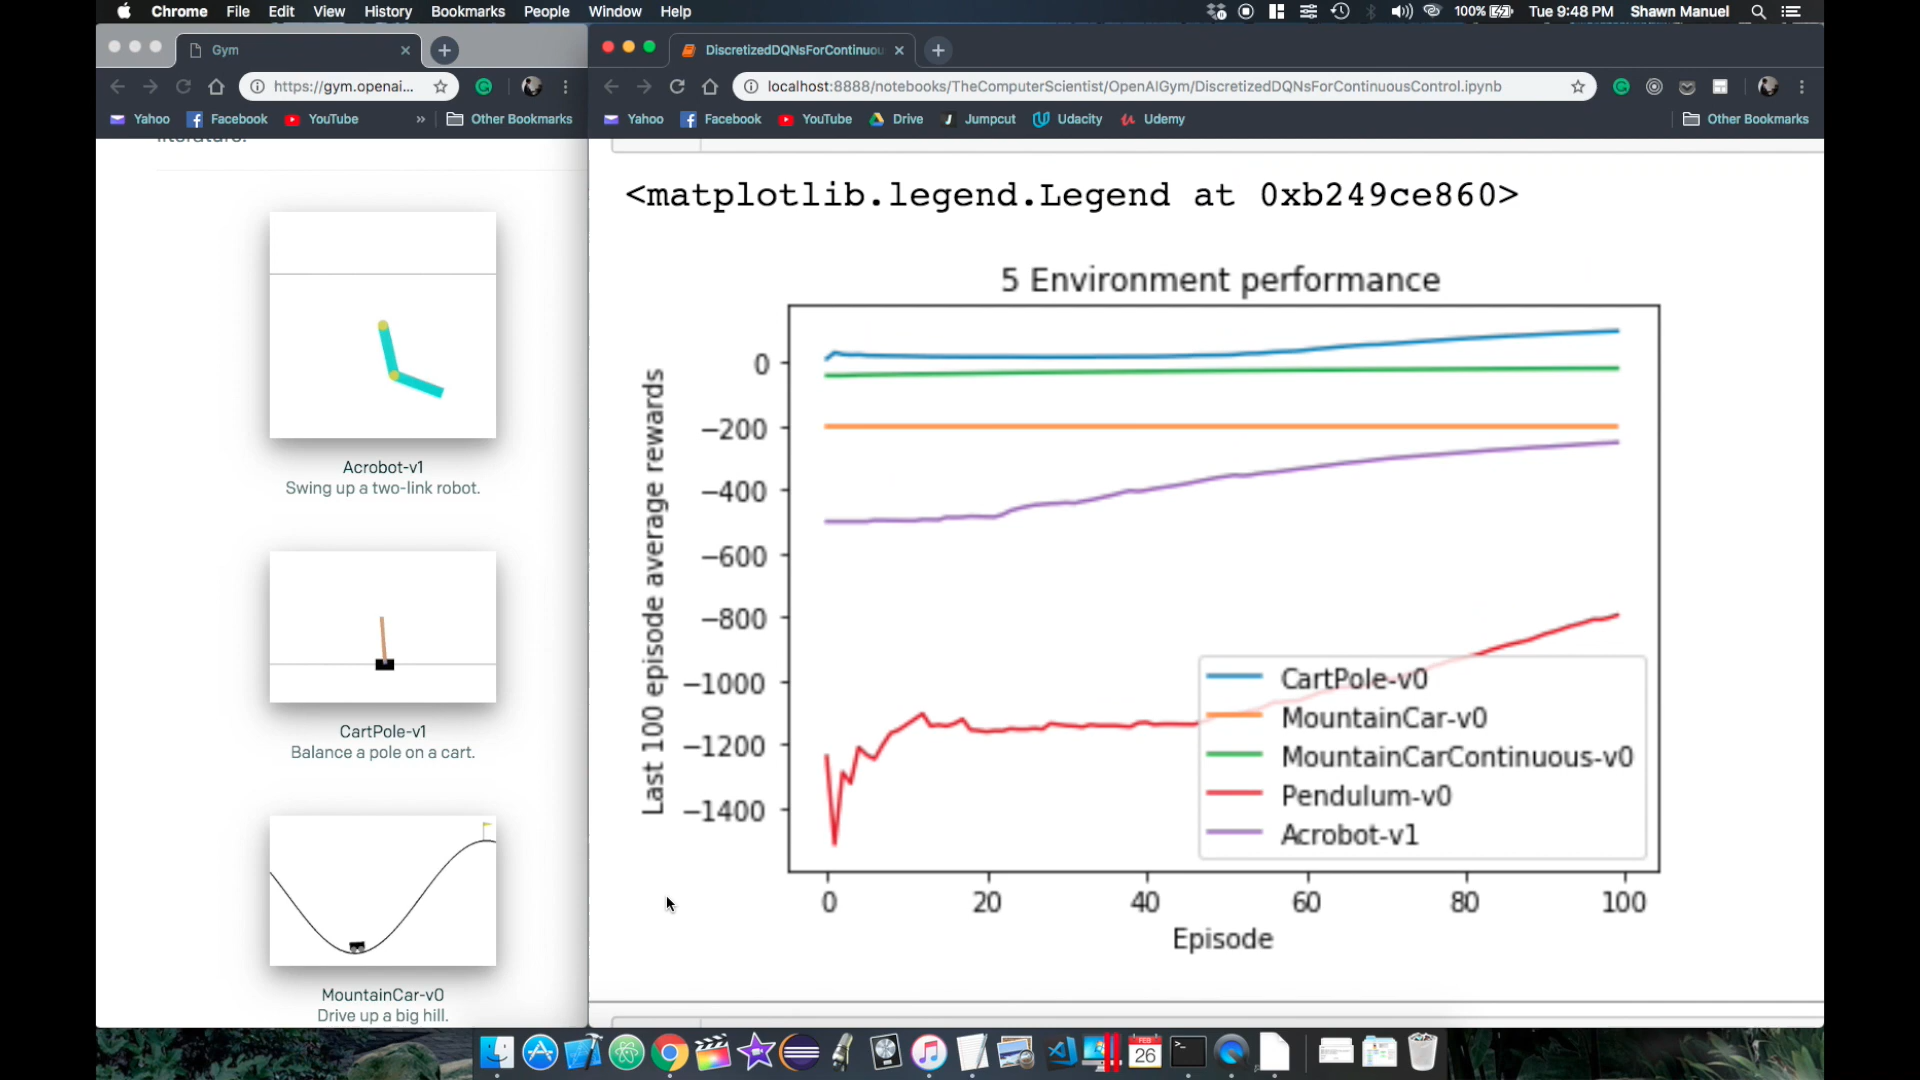 Chrome File Edit View History Bookmarks People Window Help 100% Tue 9:48 PM Shawn Manuel
Gym
https://gym.openai...
Yahoo Facebook YouTube » Other Bookmarks
literature.
Acrobot-v1
Swing up a two-link robot.
CartPole-v1
Balance a pole on a cart.
MountainCar-v0
Drive up a big hill.
DiscretizedDQNsForContinuou
localhost:8888/notebooks/TheComputerScientist/OpenAIGym/DiscretizedDQNsForContinuousControl.ipynb
Yahoo Facebook YouTube Drive Jumpcut Udacity Udemy Other Bookmarks
<matplotlib.legend.Legend at 0xb249ce860>
5 Environment performance
Last 100 episode average rewards
0
−200
−400
−600
−800
−1000
−1200
−1400
CartPole-v0
MountainCar-v0
MountainCarContinuous-v0
Pendulum-v0
Acrobot-v1
0 20 40 60 80 100
Episode
FEB
26